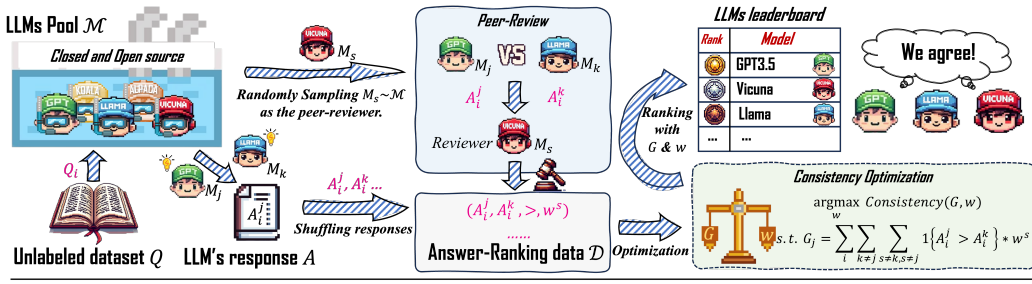 LLMs Pool ℳ
Closed and Open source
KOALA
ALPACA
GPT
LLAMA
VICUNA
Q_i
Unlabeled dataset Q
GPT
M_j
LLAMA
M_k
A_i^j
LLM's response A
VICUNA
M_s
Randomly Sampling M_s~ℳ
as the peer-reviewer.
A_i^j, A_i^k ...
Shuffling responses
Peer-Review
GPT
M_j
VS
LLAMA
M_k
A_i^j
A_i^k
VICUNA
Reviewer
M_s
(A_i^j, A_i^k, >, w^s)
......
Answer-Ranking data 𝒟
Optimization
Ranking
with
G & w
LLMs leaderboard
Rank Model
GPT3.5
Vicuna
Llama
... ...
We agree!
GPT
LLAMA
VICUNA
Consistency Optimization
argmax Consistency(G, w)
w
G
W
s.t. G_j = ∑ ∑ ∑ 1{A_i^j > A_i^k} * w^s
i k≠j s≠k,s≠j